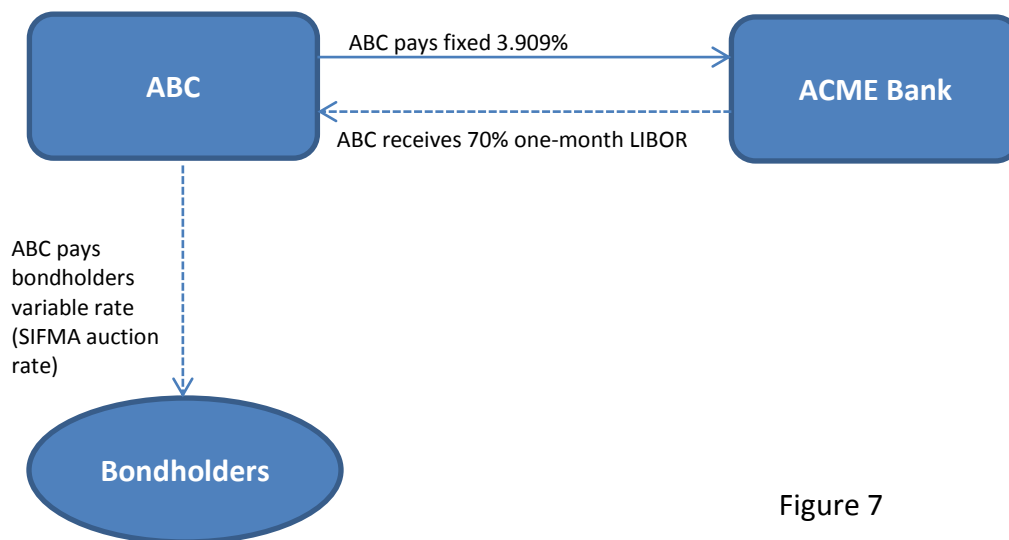 ABC pays fixed 3.909%
ABC
ACME Bank
ABC receives 70% one-month LIBOR
ABC pays
bondholders
variable rate
(SIFMA auction
rate)
Bondholders
Figure 7